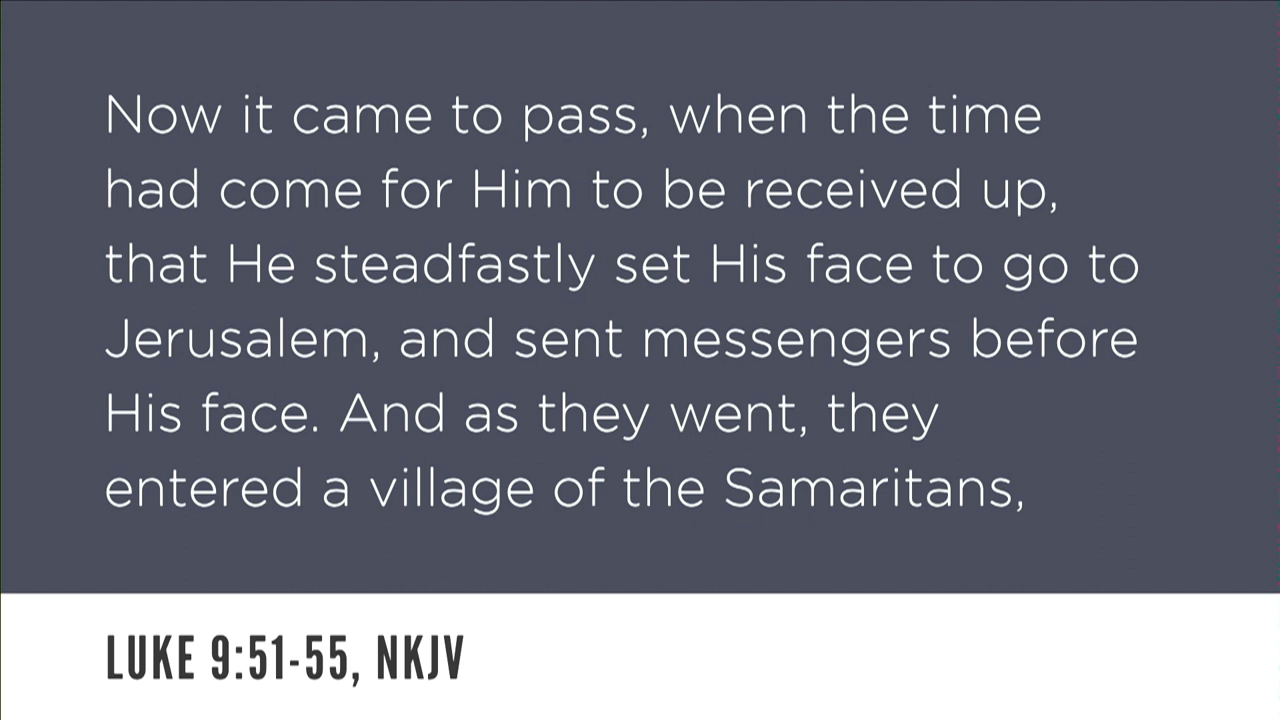 Now it came to pass, when the time
had come for Him to be received up,
that He steadfastly set His face to go to
Jerusalem, and sent messengers before
His face. And as they went, they
entered a village of the Samaritans,
LUKE 9:51-55, NKJV